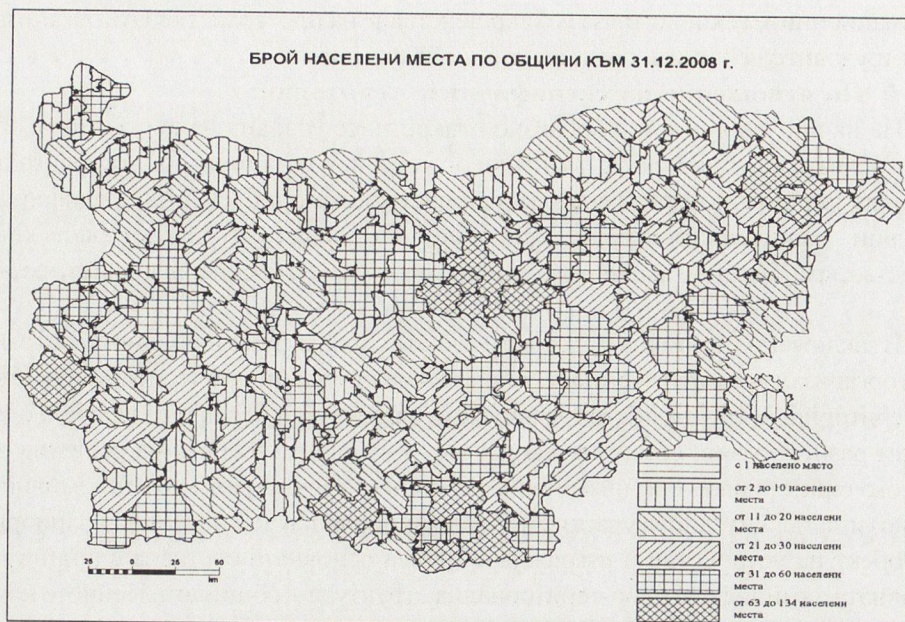 БРОЙ НАСЕЛЕНИ МЕСТА ПО ОБЩИНИ КЪМ 31.12.2008 г.
с 1 населено място
от 2 до 10 населени
места
от 11 до 20 населени
места
от 21 до 30 населени
места
от 31 до 60 населени
места
от 63 до 134 населени
места
25 0 25 50
km